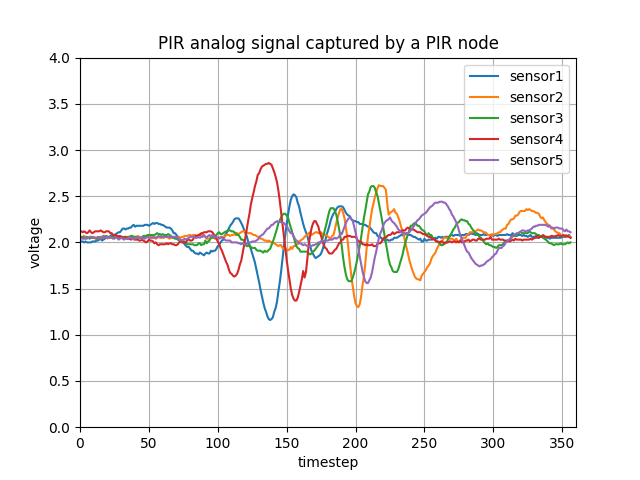 PIR analog signal captured by a PIR node
4.0
3.5
3.0
2.5
2.0
1.5
1.0
0.5
0.0
voltage
sensor1
sensor2
sensor3
sensor4
sensor5
0 50 100 150 200 250 300 350
timestep